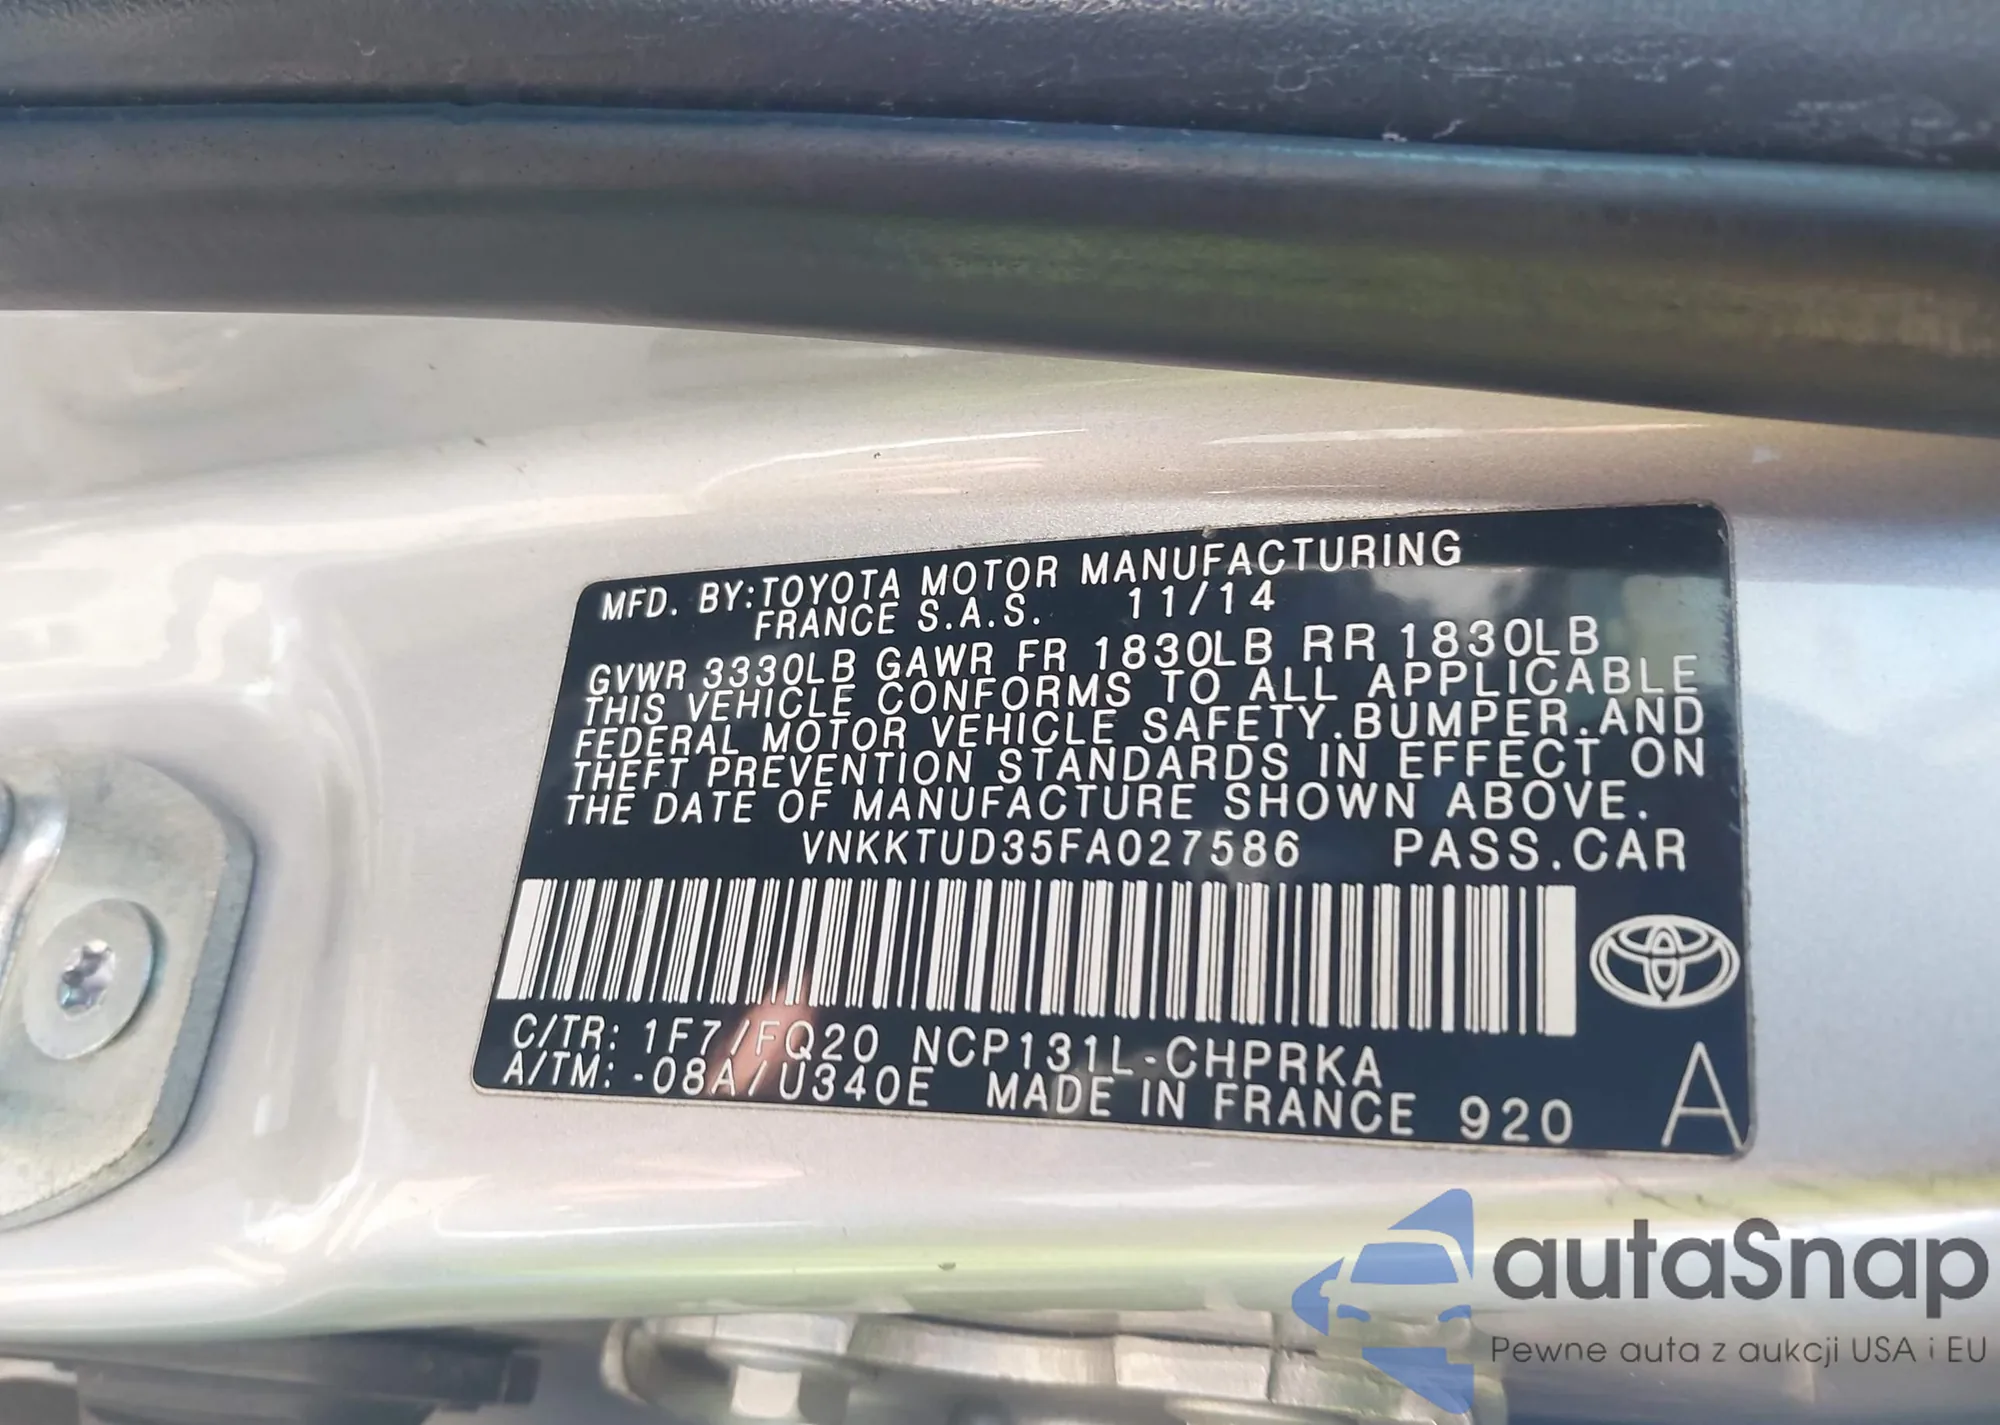 MFD. BY:TOYOTA MOTOR MANUFACTURING
FRANCE S.A.S. 11/14
GVWR 3330LB GAWR FR 1830LB RR 1830LB
THIS VEHICLE CONFORMS TO ALL APPLICABLE
FEDERAL MOTOR VEHICLE SAFETY.BUMPER.AND
THEFT PREVENTION STANDARDS IN EFFECT ON
THE DATE OF MANUFACTURE SHOWN ABOVE.
VNKKTUD35FA027586 PASS.CAR
C/TR: 1F7/FQ20 NCP131L-CHPRKA
A/TM: -08A/U340E MADE IN FRANCE 920 A
autaSnap
Pewne auta z aukcji USA i EU